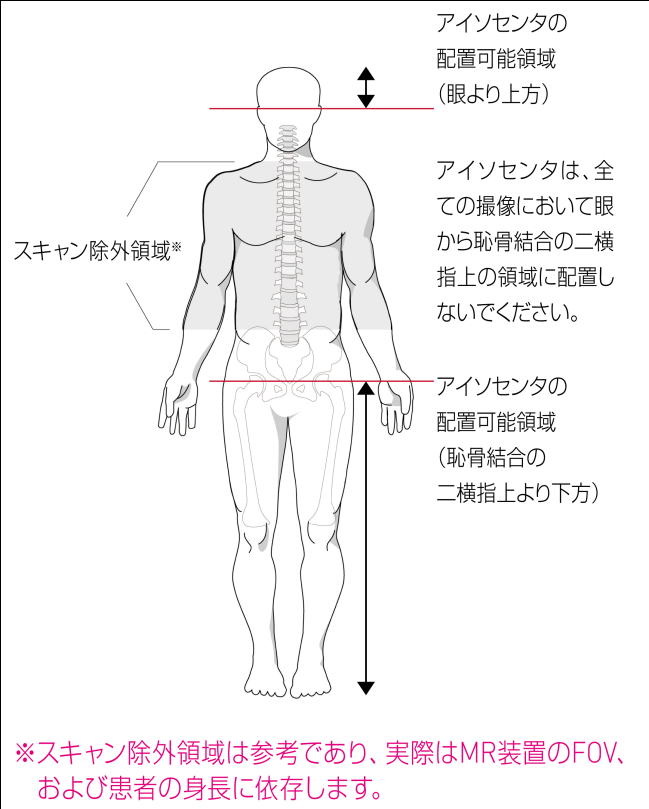 アイソセンタの
配置可能領域
（眼より上方）
アイソセンタは、全
ての撮像において眼
から恥骨結合の二横
指上の領域に配置し
ないでください。
スキャン除外領域※
アイソセンタの
配置可能領域
（恥骨結合の
二横指上より下方）
※スキャン除外領域は参考であり、実際はMR装置のFOV、
および患者の身長に依存します。